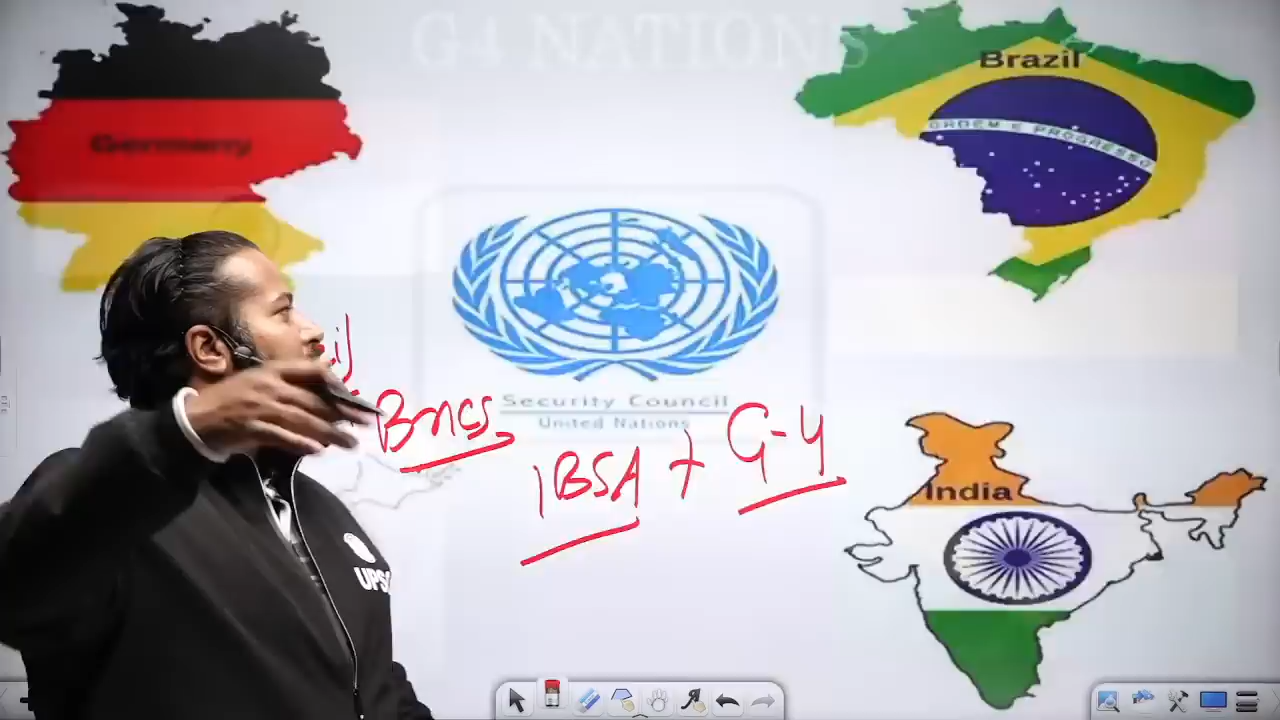 G4 NATIONS
Brazil
ORDEM E PROGRESSO
Germany
Brics,
Security Council
United Nations
IBSA + G-4
India
UPSC